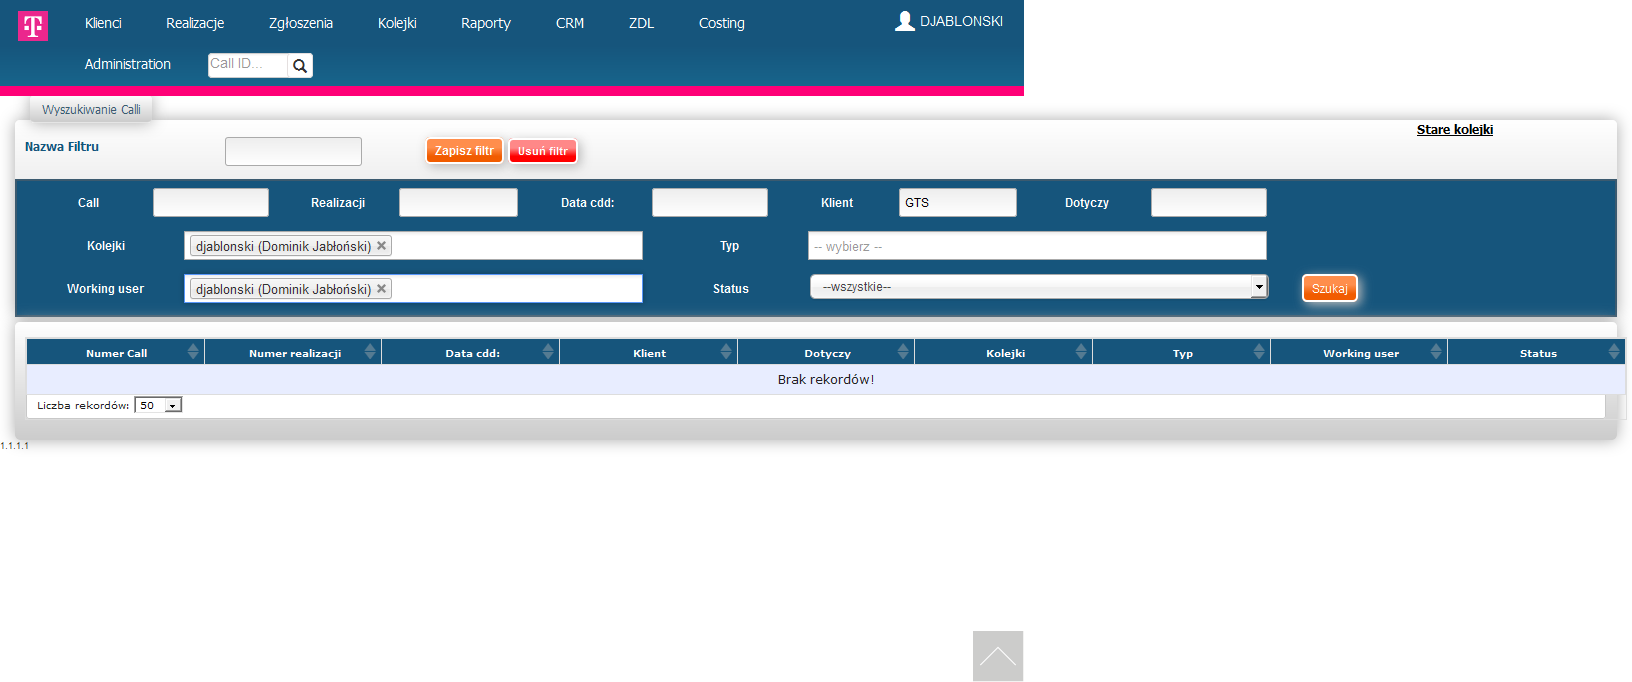 T Klienci Realizacje Zgłoszenia Kolejki Raporty CRM ZDL Costing DJABLONSKI
Administration Call ID...
Wyszukiwanie Calli
Stare kolejki
Nazwa Filtru Zapisz filtr Usuń filtr
Call Realizacji Data cdd: Klient GTS Dotyczy
Kolejki djablonski (Dominik Jabłoński) Typ -- wybierz --
Working user djablonski (Dominik Jabłoński) Status --wszystkie-- Szukaj
Numer Call Numer realizacji Data cdd: Klient Dotyczy Kolejki Typ Working user Status
Brak rekordów!
Liczba rekordów: 50
1.1.1.1